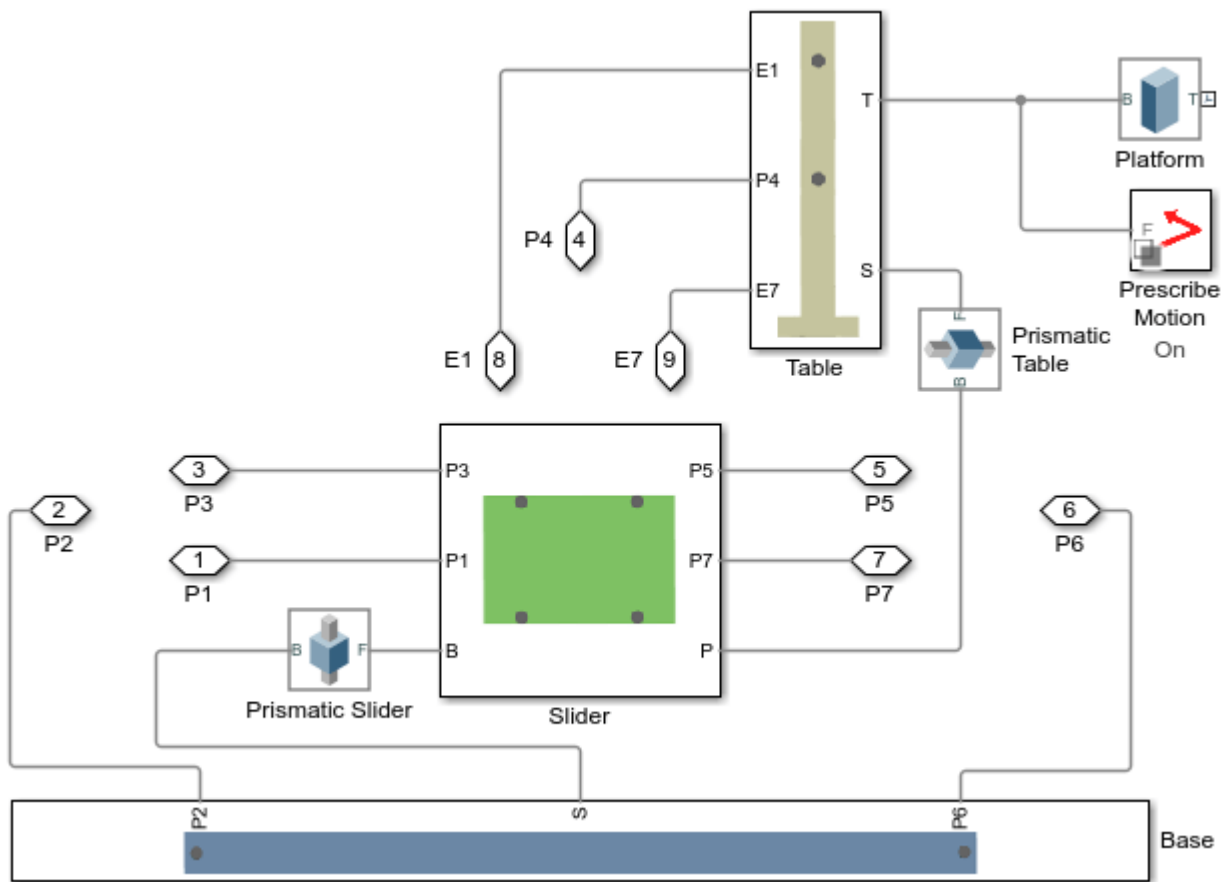 E1
T
B
T
F
Platform
P4
P4
4
F
S
E7
Prescribe
Motion
On
F
Prismatic
Table
B
E1
8
E7
9
Table
3
P3
P3
P5
5
P5
2
P2
6
P6
1
P1
P1
P7
7
P7
B
F
B
P
Prismatic Slider
Slider
P2
S
P6
Base